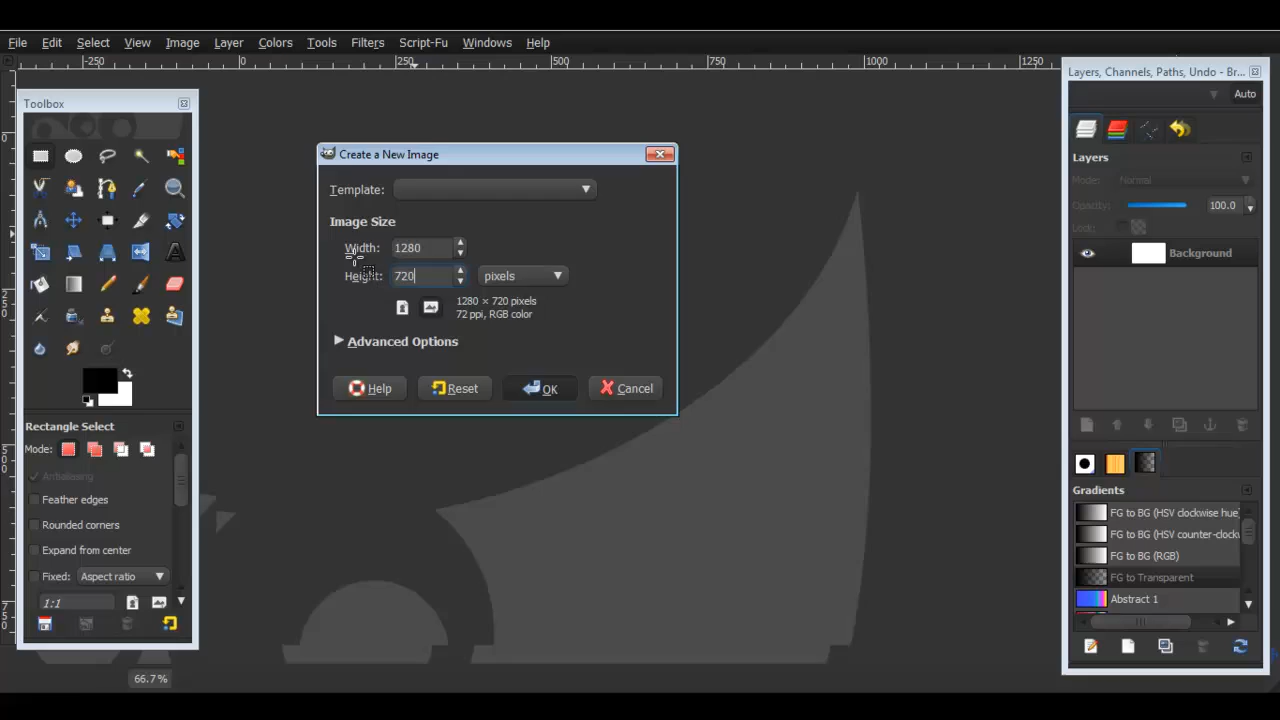 File Edit Select View Image Layer Colors Tools Filters Script-Fu Windows Help
-250 0 250 500 750 1000 1250
Toolbox
Create a New Image
Template:
Image Size
Width: 1280
Height: 720 pixels
1280 × 720 pixels
72 ppi, RGB color
Advanced Options
Help Reset OK Cancel
Rectangle Select
Mode:
Antialiasing
Feather edges
Rounded corners
Expand from center
Fixed: Aspect ratio
1:1
66.7%
Layers, Channels, Paths, Undo - Br...
Auto
Layers
Mode: Normal
Opacity: 100.0
Lock:
Background
Gradients
FG to BG (HSV clockwise hue)
FG to BG (HSV counter-clockw
FG to BG (RGB)
FG to Transparent
Abstract 1